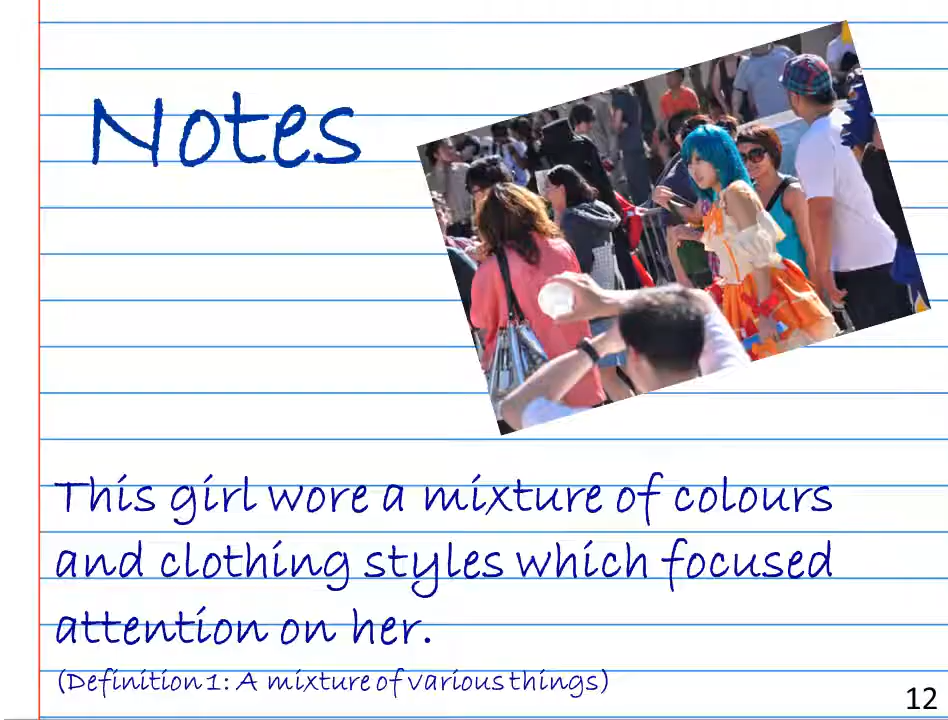 Notes
This girl wore a mixture of colours
and clothing styles which focused
attention on her.
(Definition 1: A mixture of various things)
12